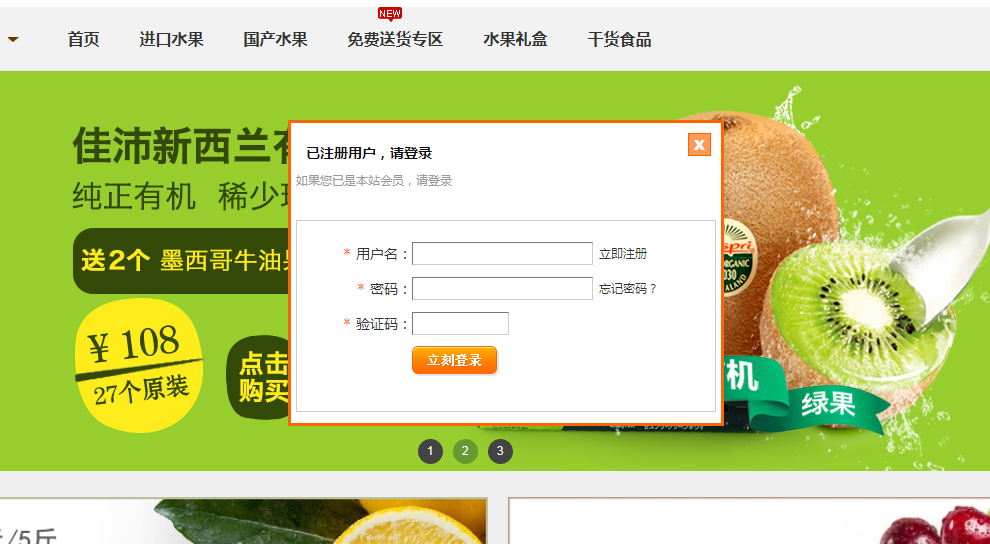 NEW
首页 进口水果 国产水果 免费送货专区 水果礼盒 干货食品
佳沛新西兰有
纯正有机 稀少
送2个 墨西哥牛油果
¥ 108
27个原装
点击
购买
已注册用户，请登录
x
如果您已是本站会员，请登录
* 用户名： 立即注册
* 密码： 忘记密码？
* 验证码：
立刻登录
spri
ORGANIC
030
ALAND
有机
绿果
1 2 3
/5斤